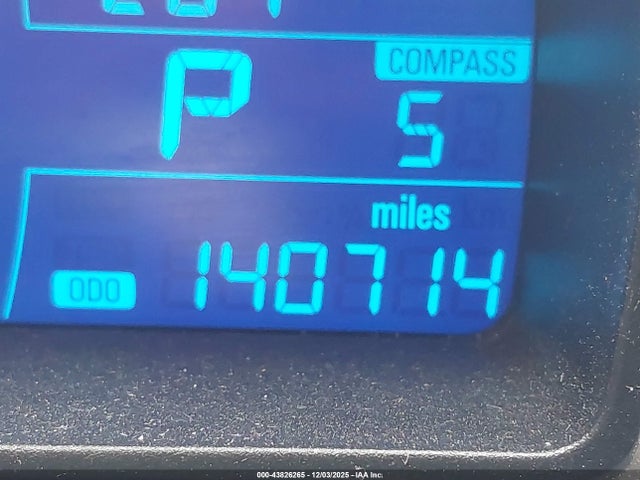 COMPASS
P S
miles
ODO 140714
000-43826265 - 12/03/2025 - IAA Inc.